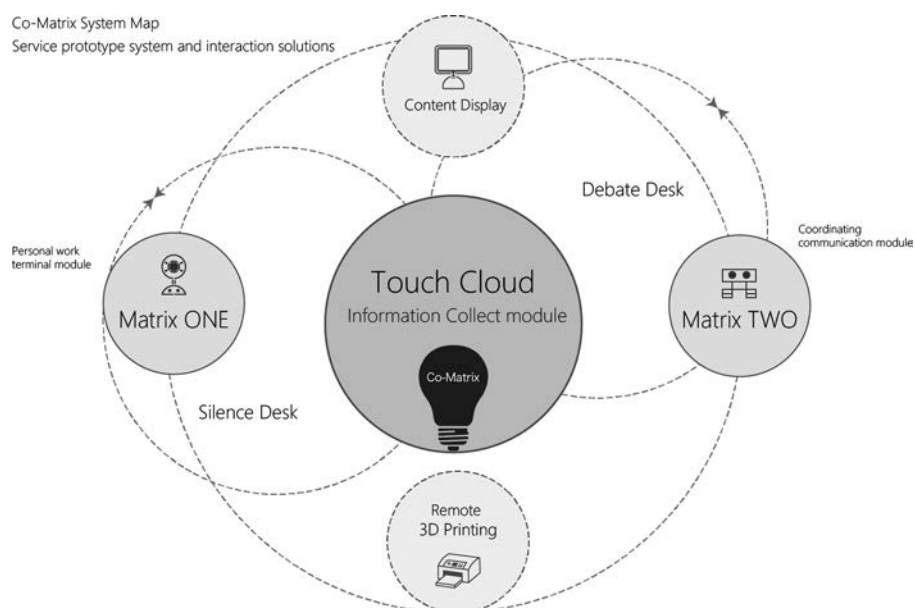 Co-Matrix System Map
Service prototype system and interaction solutions
Content Display
Debate Desk
Personal work
terminal module
Coordinating
communication module
Matrix ONE
Touch Cloud
Information Collect module
Matrix TWO
Co-Matrix
Silence Desk
Remote
3D Printing